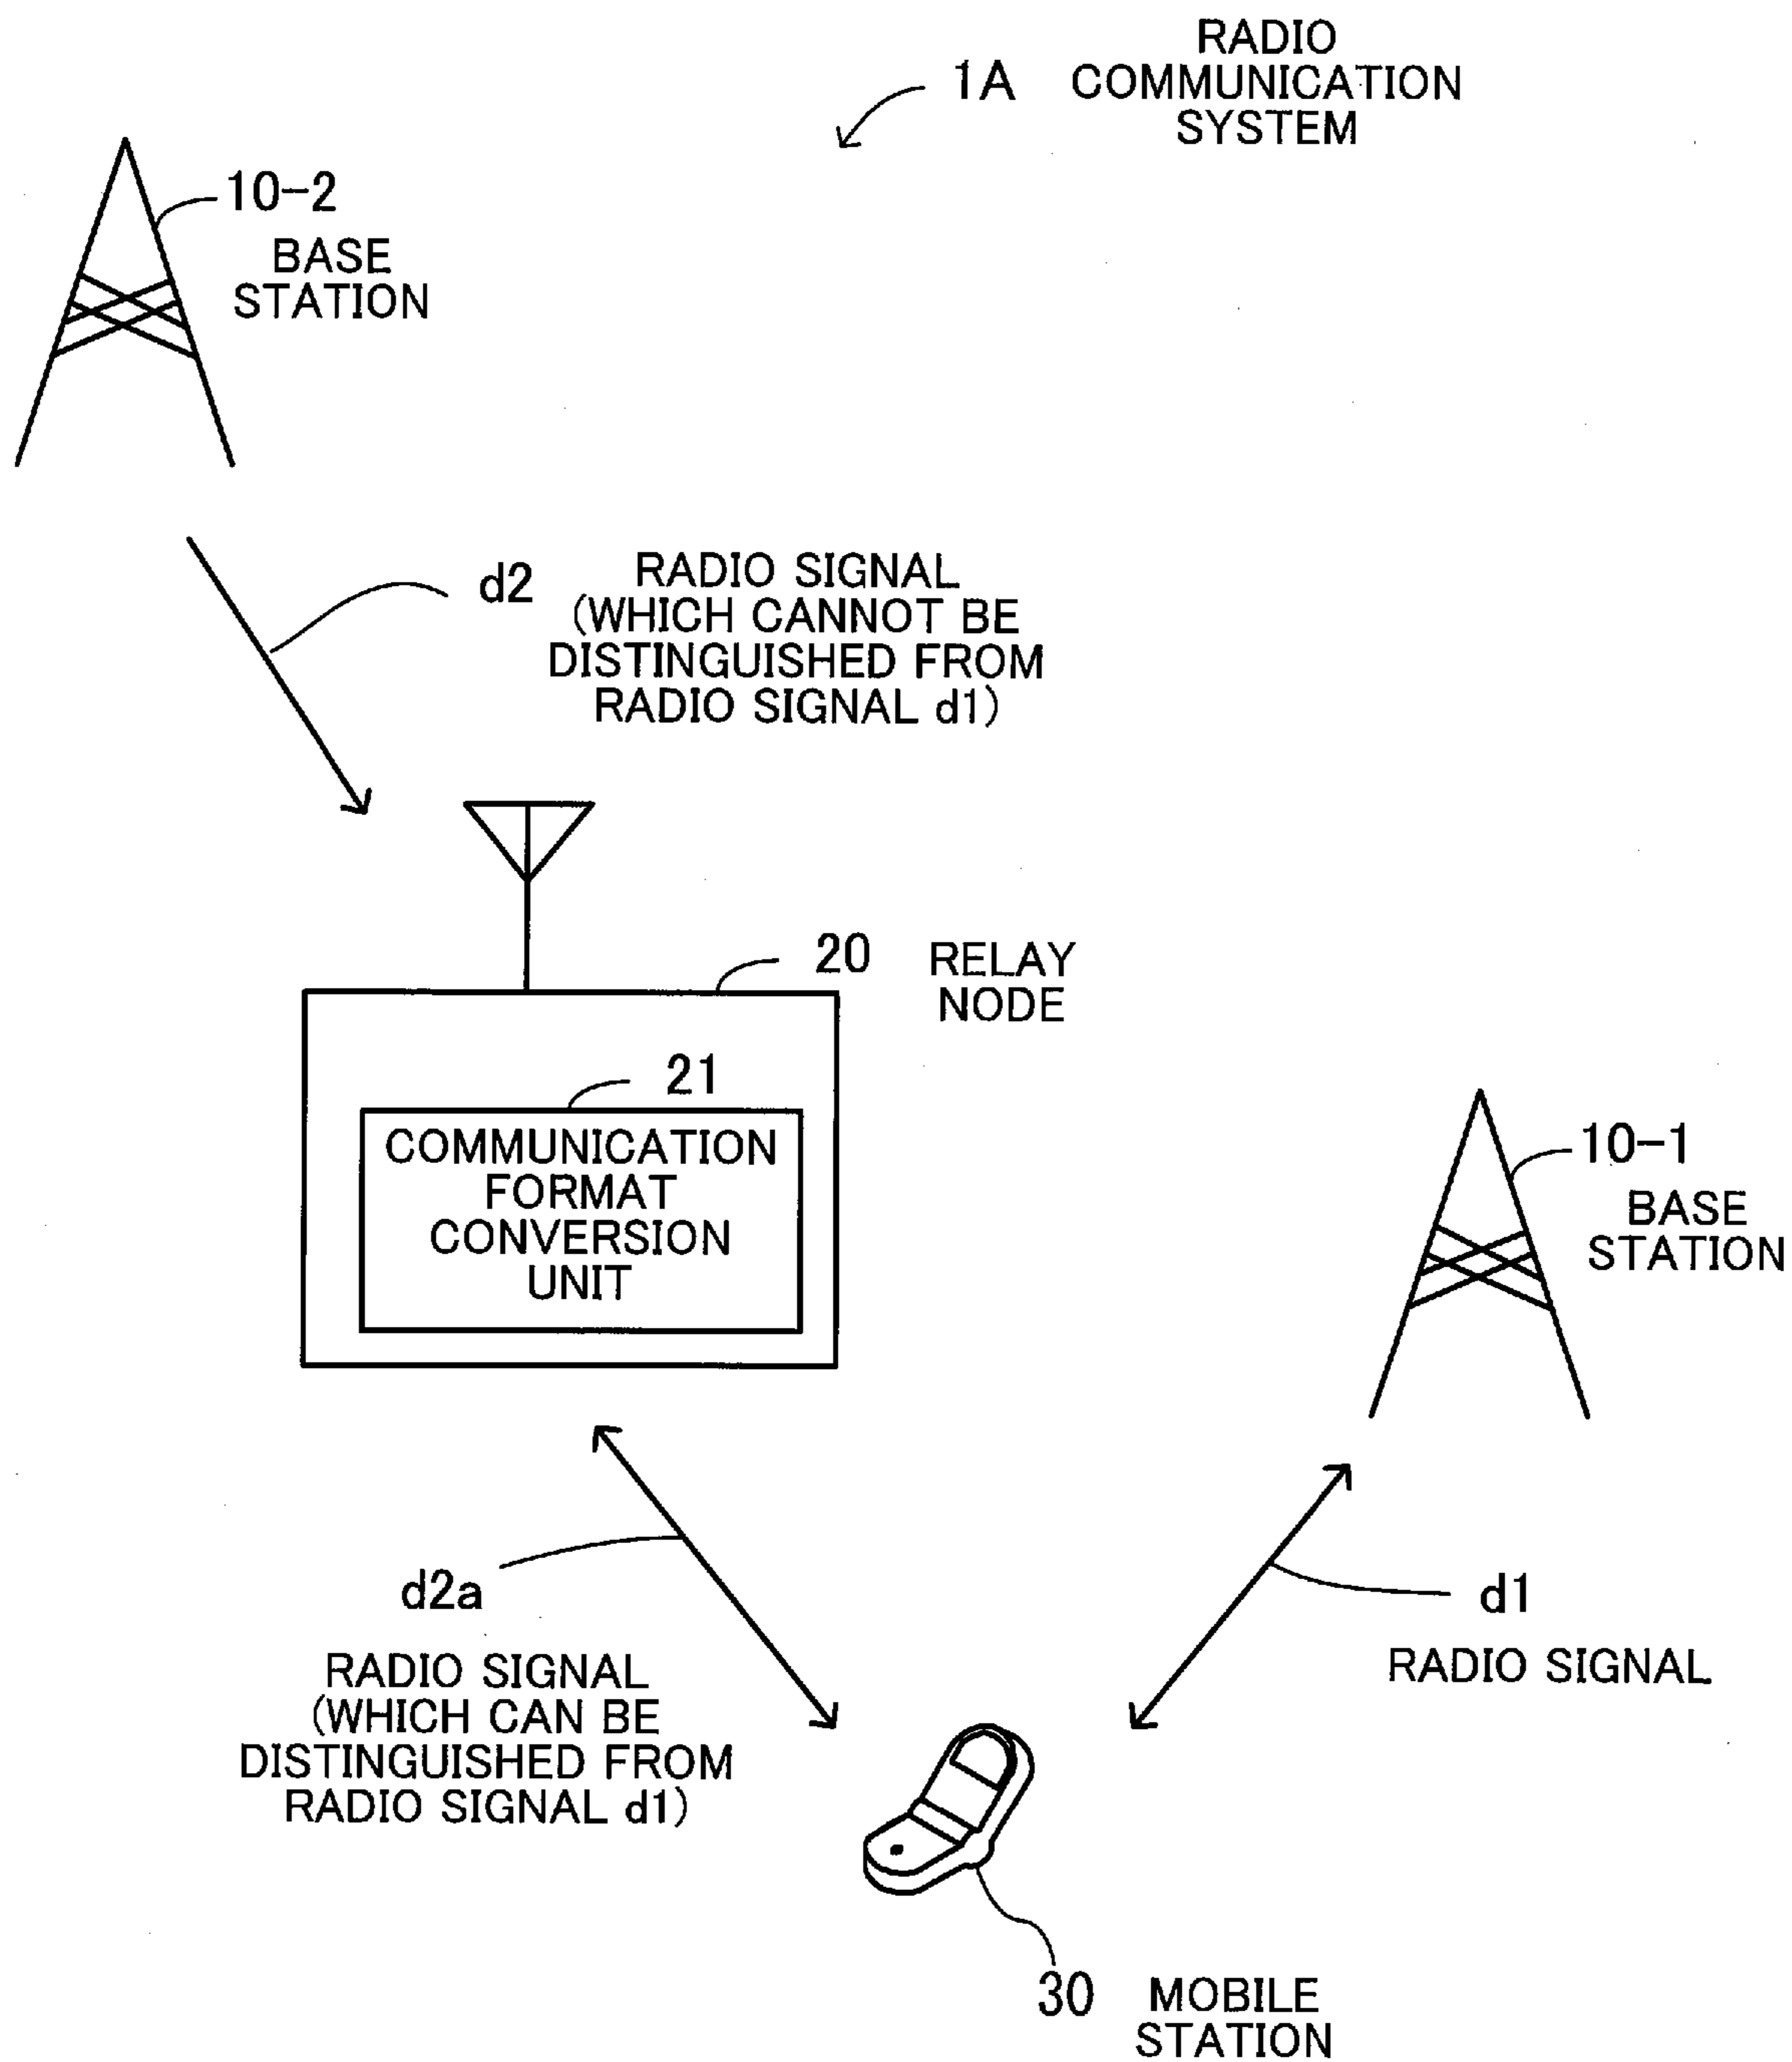 RADIO
1A COMMUNICATION
SYSTEM
10-2
BASE
STATION
d2 RADIO SIGNAL
(WHICH CANNOT BE
DISTINGUISHED FROM
RADIO SIGNAL d1)
20 RELAY
NODE
21
COMMUNICATION
FORMAT
CONVERSION
UNIT
10-1
BASE
STATION
d2a
RADIO SIGNAL
(WHICH CAN BE
DISTINGUISHED FROM
RADIO SIGNAL d1)
d1
RADIO SIGNAL
30 MOBILE
STATION